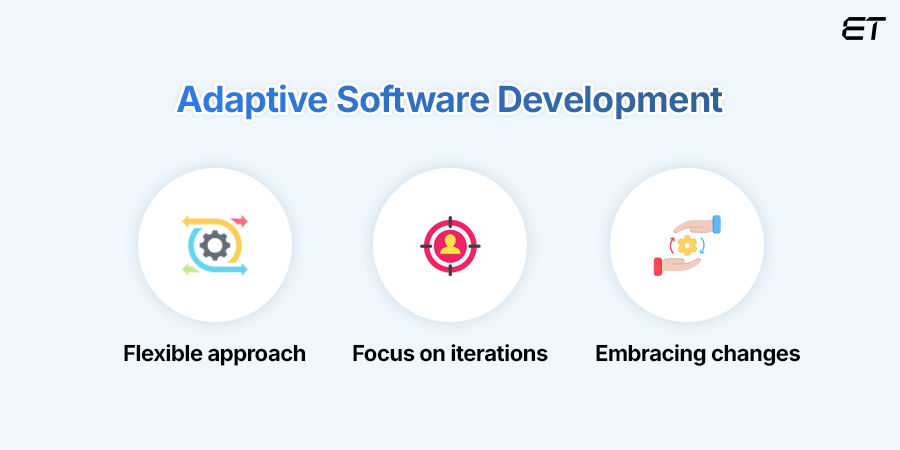 ET
Adaptive Software Development
Flexible approach
Focus on iterations
Embracing changes